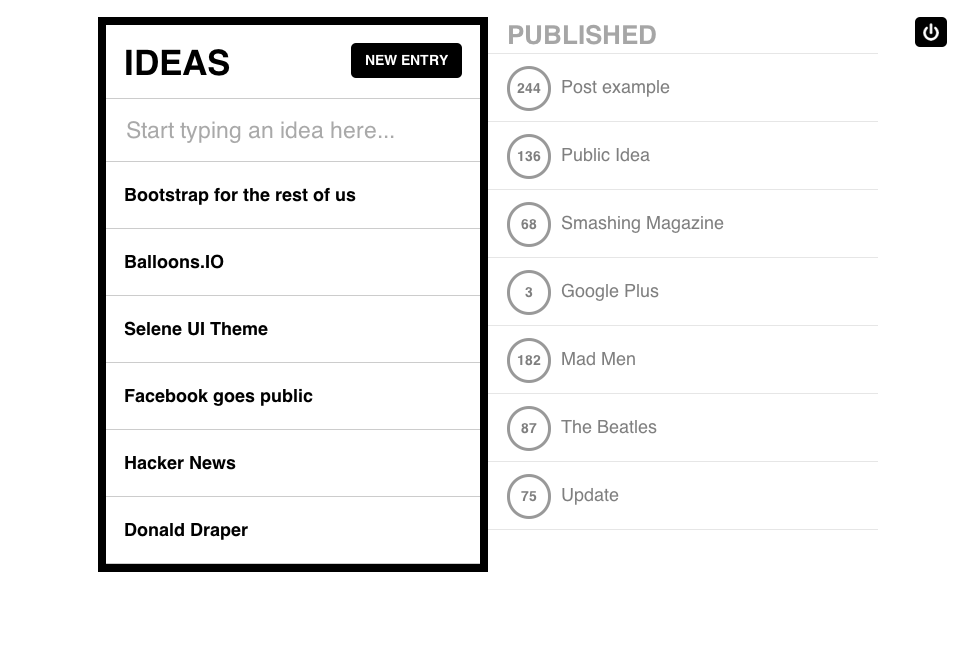 IDEAS
NEW ENTRY
Start typing an idea here...
Bootstrap for the rest of us
Balloons.IO
Selene UI Theme
Facebook goes public
Hacker News
Donald Draper
PUBLISHED
244 Post example
136 Public Idea
68 Smashing Magazine
3 Google Plus
182 Mad Men
87 The Beatles
75 Update